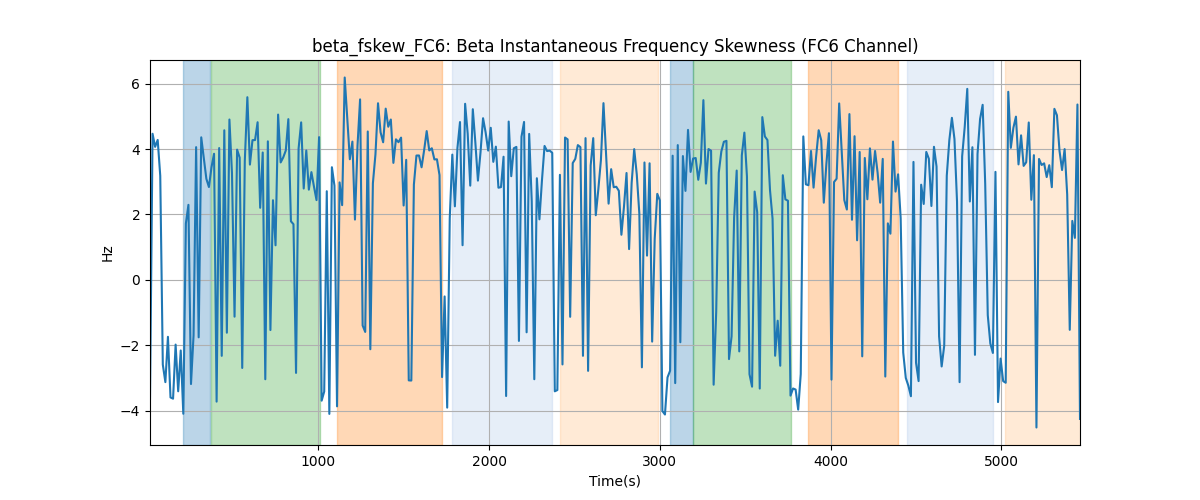 beta_fskew_FC6: Beta Instantaneous Frequency Skewness (FC6 Channel)
6
4
2
0
−2
−4
Hz
1000 2000 3000 4000 5000
Time(s)